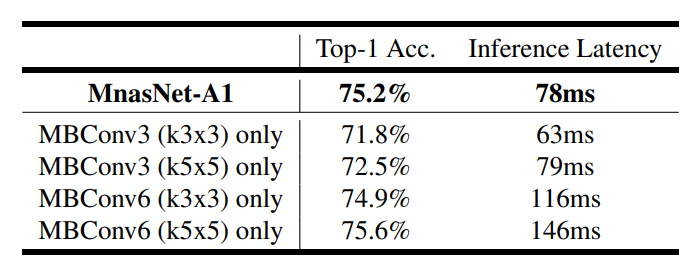 Top-1 Acc. Inference Latency
MnasNet-A1 75.2% 78ms
MBConv3 (k3x3) only 71.8% 63ms
MBConv3 (k5x5) only 72.5% 79ms
MBConv6 (k3x3) only 74.9% 116ms
MBConv6 (k5x5) only 75.6% 146ms